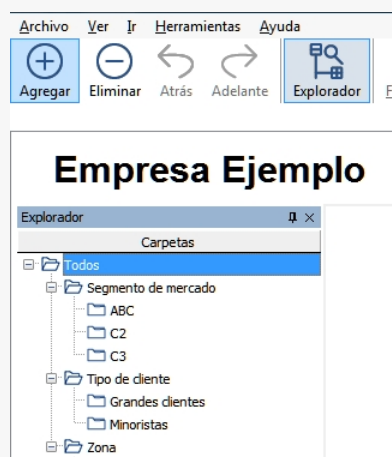 Archivo Ver Ir Herramientas Ayuda
Agregar Eliminar Atrás Adelante Explorador
Empresa Ejemplo
Explorador
Carpetas
Todos
Segmento de mercado
ABC
C2
C3
Tipo de cliente
Grandes clientes
Minoristas
Zona